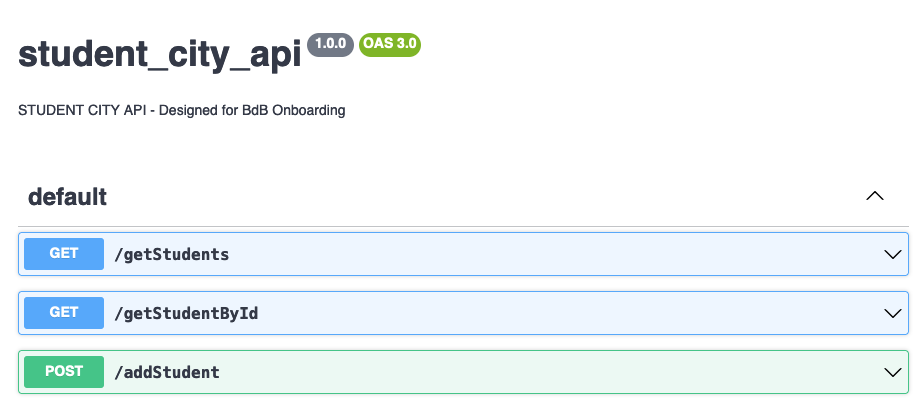 student_city_api 1.0.0 OAS 3.0
STUDENT CITY API - Designed for BdB Onboarding
default
GET /getStudents
GET /getStudentById
POST /addStudent